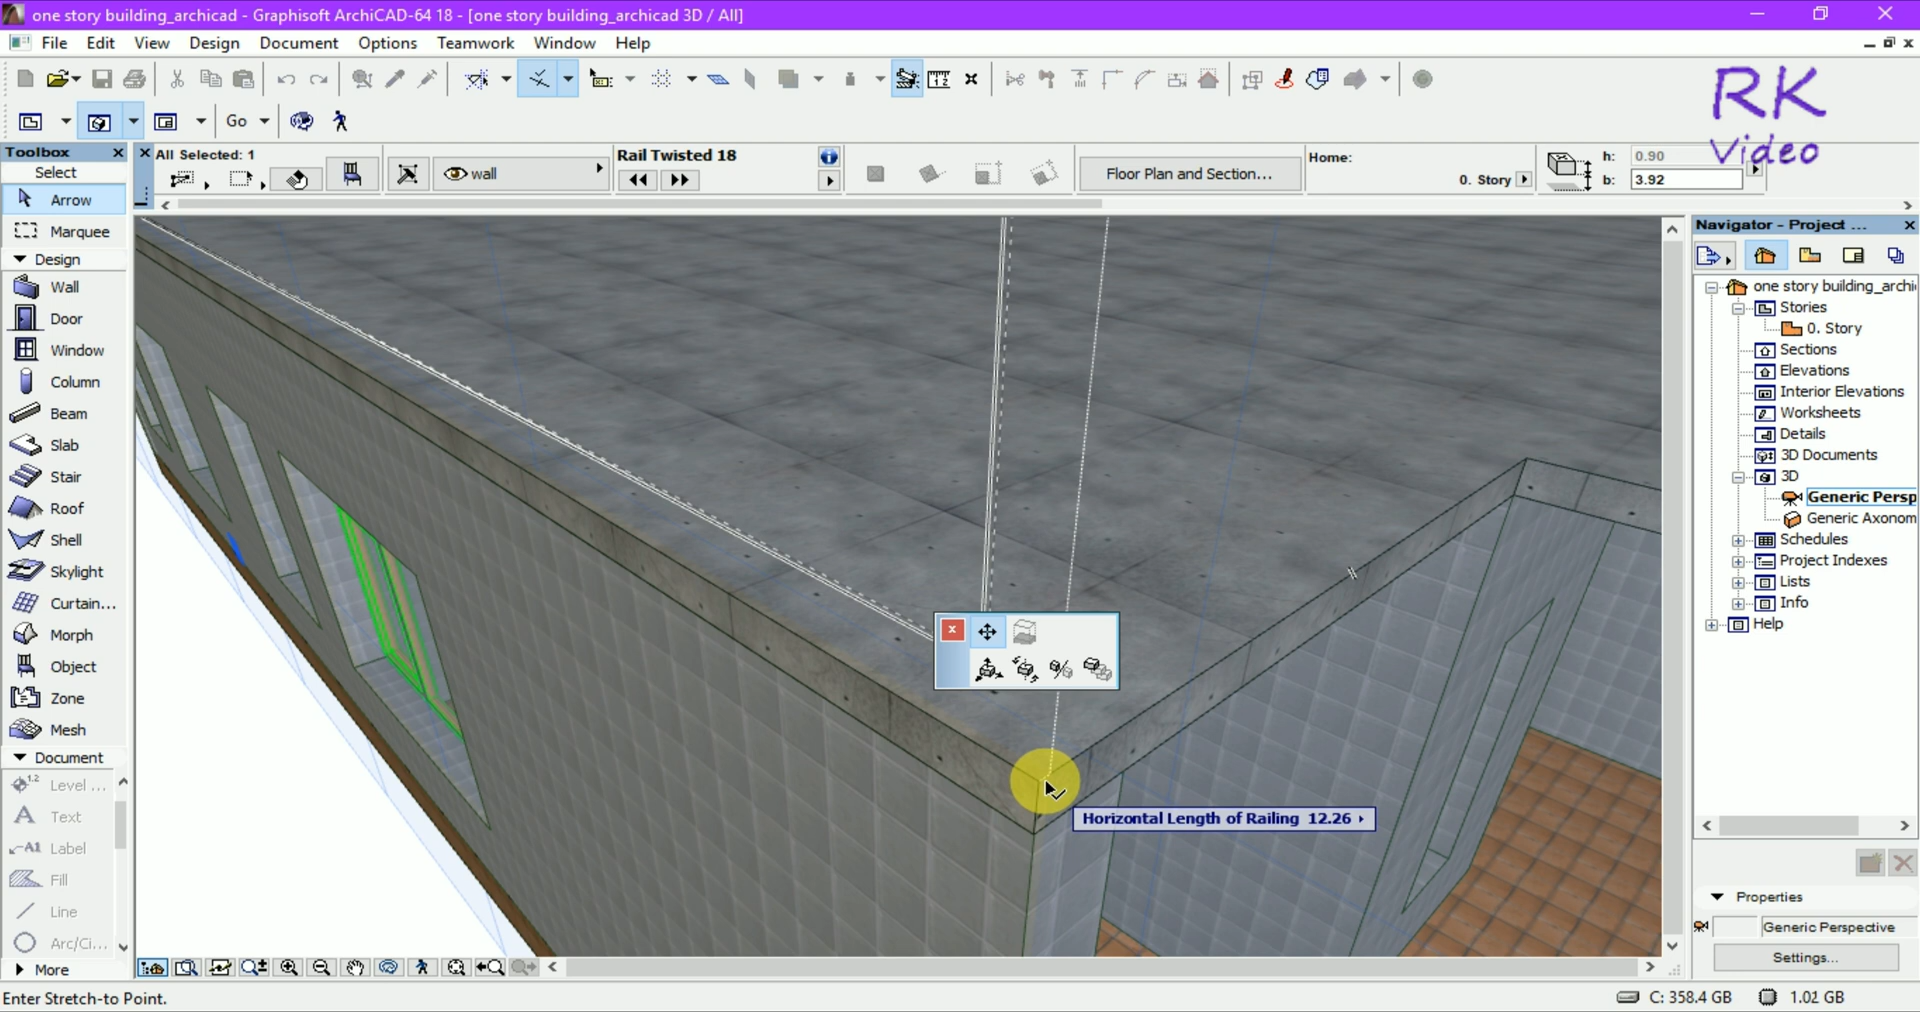 one story building_archicad - Graphisoft ArchiCAD-64 18 - [one story building_archicad 3D / All]
File Edit View Design Document Options Teamwork Window Help
RK
Video
Go
Toolbox
Select
Arrow
Marquee
Design
Wall
Door
Window
Column
Beam
Slab
Stair
Roof
Shell
Skylight
Curtain...
Morph
Object
Zone
Mesh
Document
Level ...
Text
Label
Fill
Line
Arc/Ci...
More
All Selected: 1
wall
Rail Twisted 18
Floor Plan and Section...
Home:
0. Story
h: 0.90
b: 3.92
Horizontal Length of Railing 12.26
Navigator - Project ...
one story building_archi
Stories
0. Story
Sections
Elevations
Interior Elevations
Worksheets
Details
3D Documents
3D
Generic Persp
Generic Axonom
Schedules
Project Indexes
Lists
Info
Help
Properties
Generic Perspective
Settings...
Enter Stretch-to Point.
C: 358.4 GB
1.02 GB